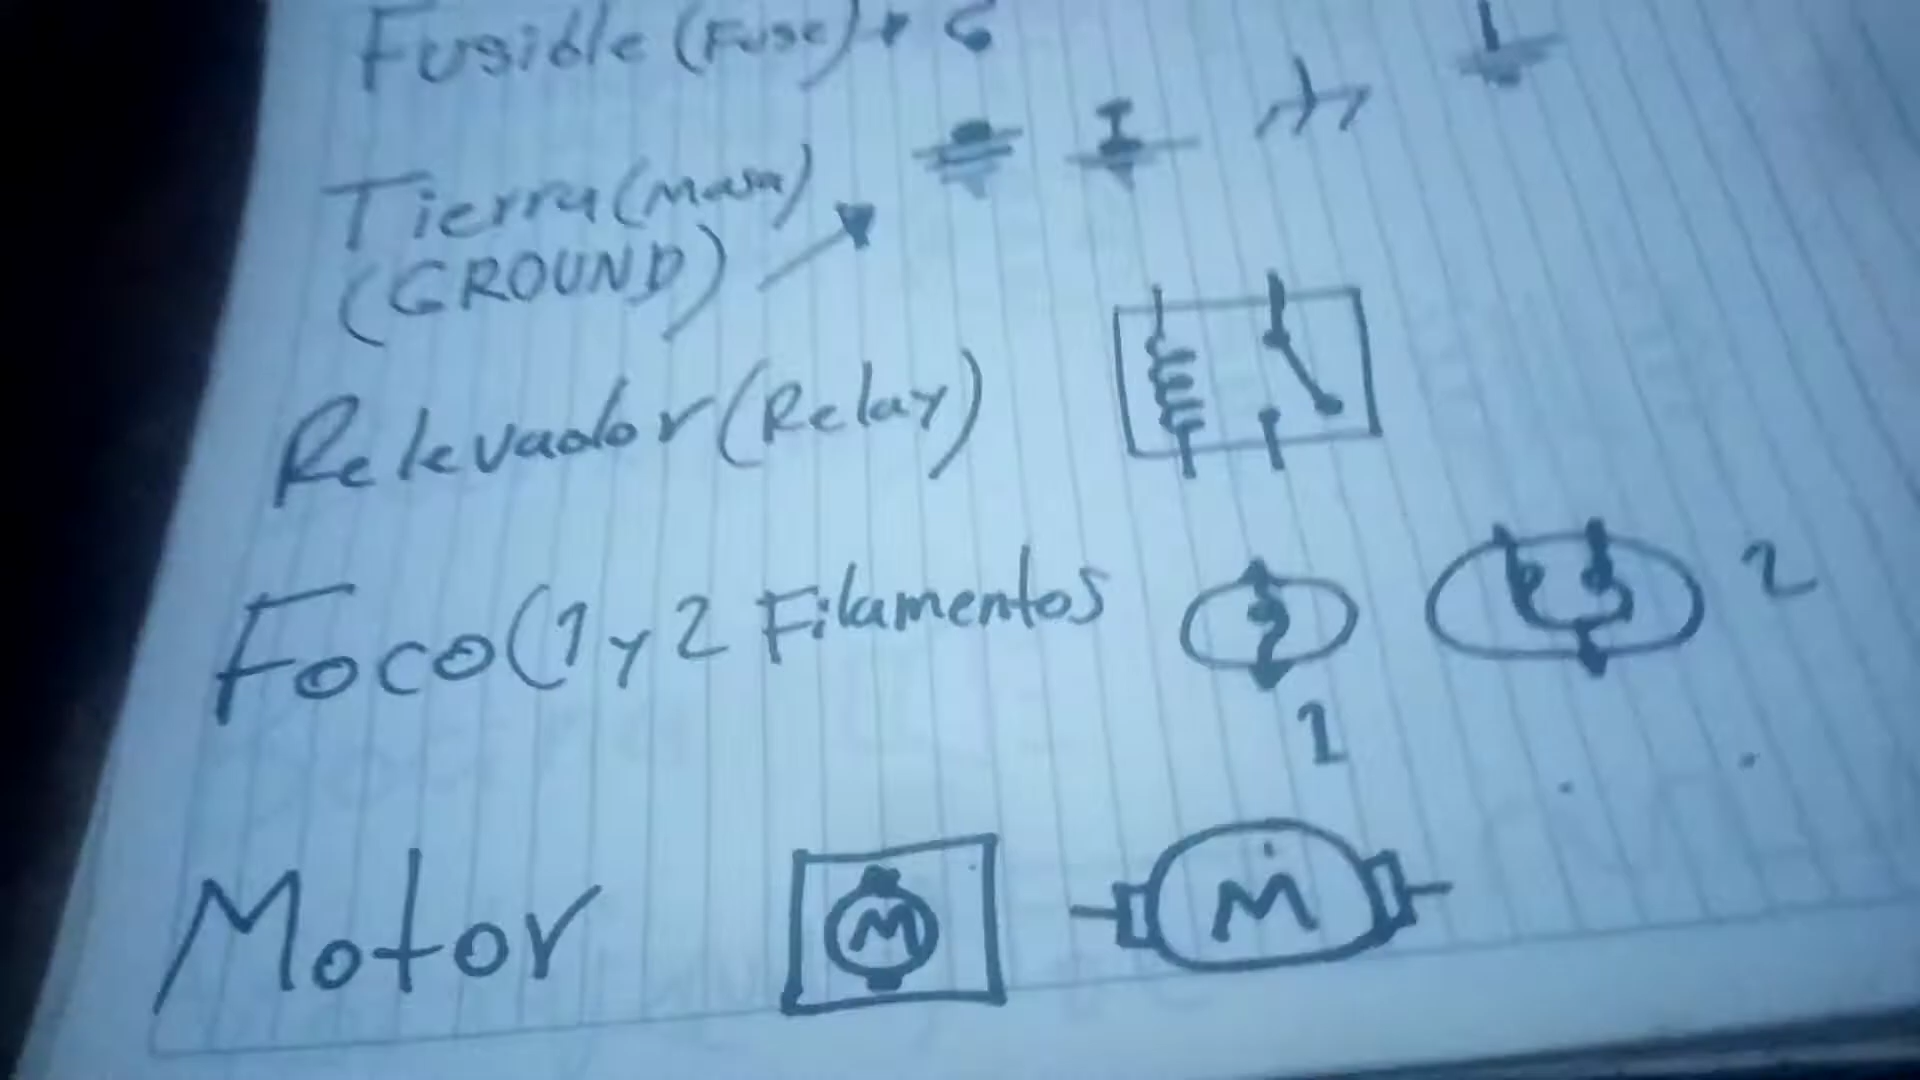 Fusible (Fuse)
Tierra (Masa)
(GROUND)
Relevador (Relay)
Foco (1 y 2 Filamentos
1
2
Motor
M
M